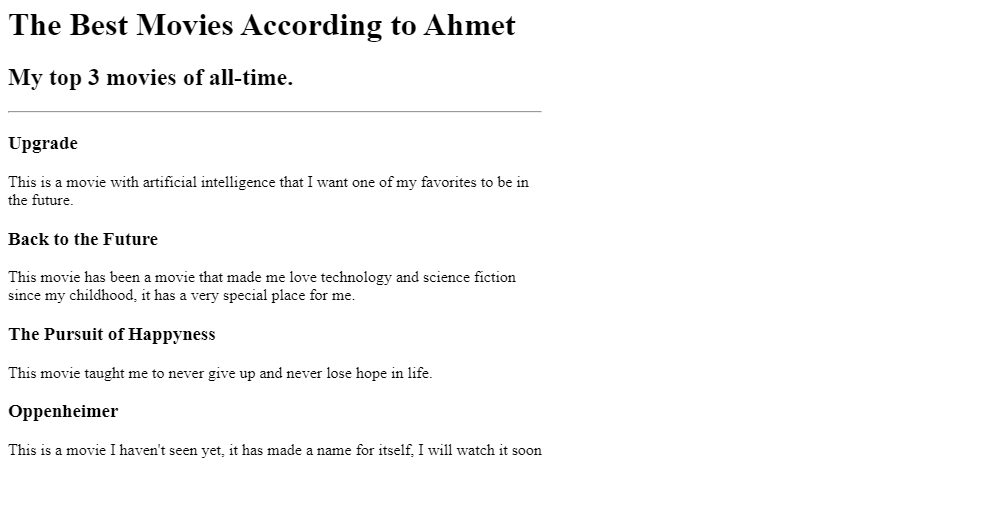 The Best Movies According to Ahmet
My top 3 movies of all-time.
Upgrade
This is a movie with artificial intelligence that I want one of my favorites to be in
the future.
Back to the Future
This movie has been a movie that made me love technology and science fiction
since my childhood, it has a very special place for me.
The Pursuit of Happyness
This movie taught me to never give up and never lose hope in life.
Oppenheimer
This is a movie I haven't seen yet, it has made a name for itself, I will watch it soon